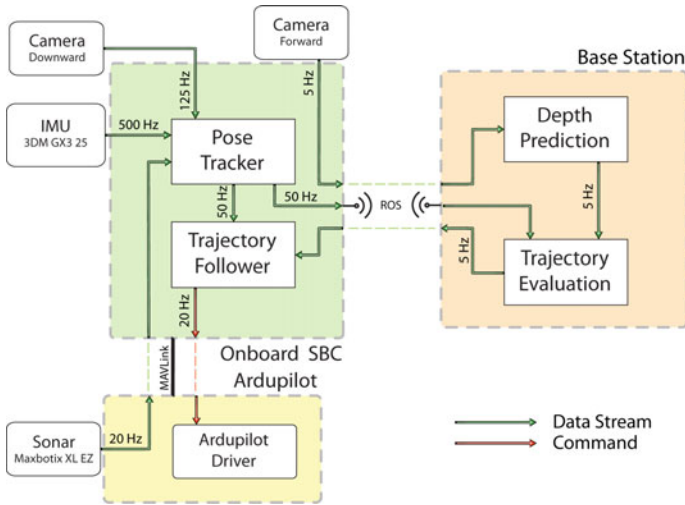 Camera
Downward
Camera
Forward
Base Station
125 Hz
5 Hz
IMU
3DM GX3 25
500 Hz
Pose
Tracker
Depth
Prediction
50 Hz
50 Hz
ROS
5 Hz
Trajectory
Follower
5 Hz
Trajectory
Evaluation
20 Hz
Onboard SBC
MAVLink
Ardupilot
Sonar
Maxbotix XL EZ
20 Hz
Ardupilot
Driver
Data Stream
Command